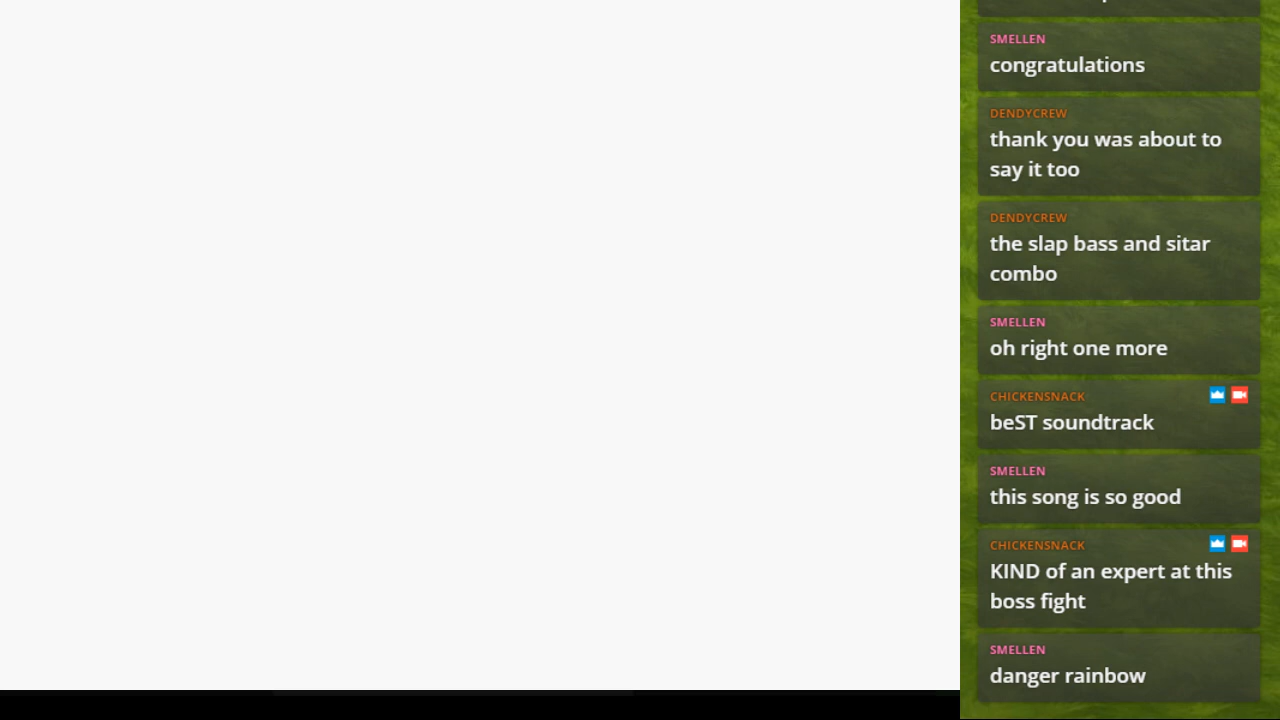 SMELLEN
congratulations
DENDYCREW
thank you was about to
say it too
DENDYCREW
the slap bass and sitar
combo
SMELLEN
oh right one more
CHICKENSNACK
beST soundtrack
SMELLEN
this song is so good
CHICKENSNACK
KIND of an expert at this
boss fight
SMELLEN
danger rainbow